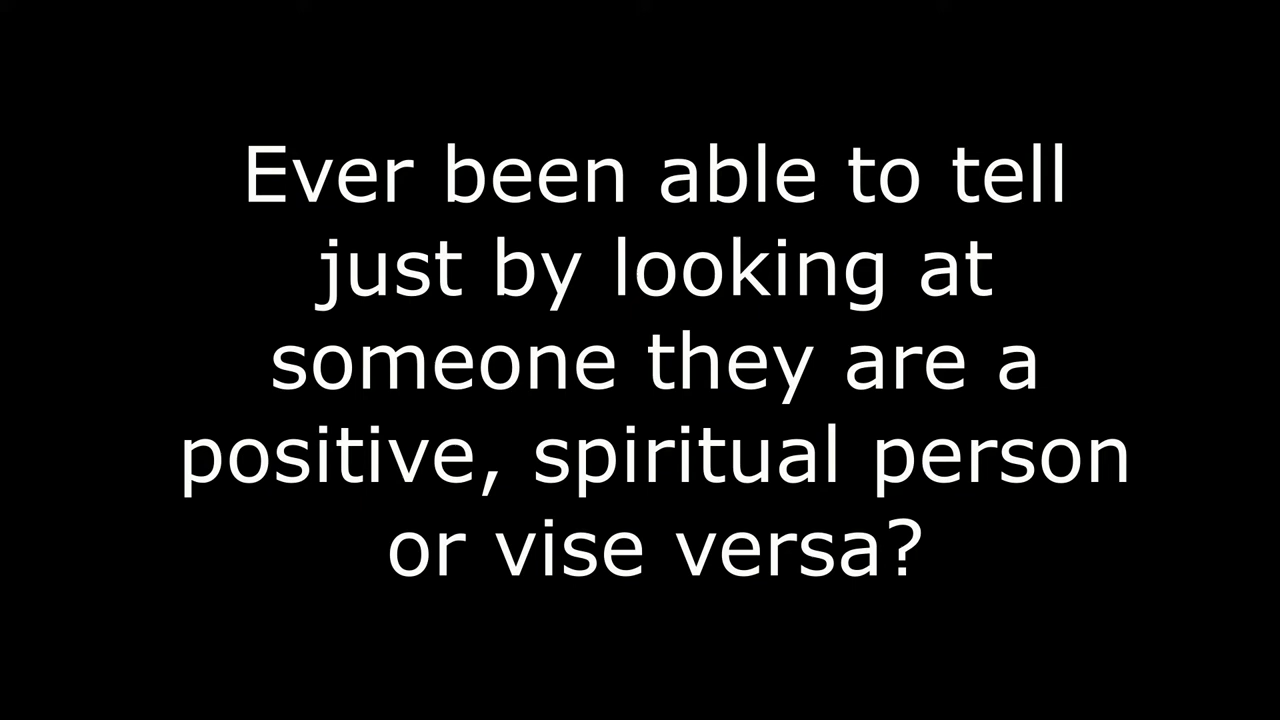 Ever been able to tell
just by looking at
someone they are a
positive, spiritual person
or vise versa?